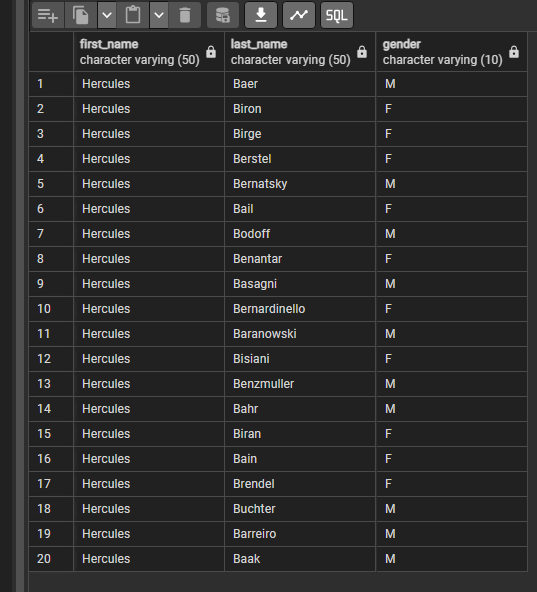 SQL
first_name last_name gender
character varying (50) character varying (50) character varying (10)
1 Hercules Baer M
2 Hercules Biron F
3 Hercules Birge F
4 Hercules Berstel F
5 Hercules Bernatsky M
6 Hercules Bail F
7 Hercules Bodoff M
8 Hercules Benantar F
9 Hercules Basagni M
10 Hercules Bernardinello F
11 Hercules Baranowski M
12 Hercules Bisiani F
13 Hercules Benzmuller M
14 Hercules Bahr M
15 Hercules Biran F
16 Hercules Bain F
17 Hercules Brendel F
18 Hercules Buchter M
19 Hercules Barreiro M
20 Hercules Baak M